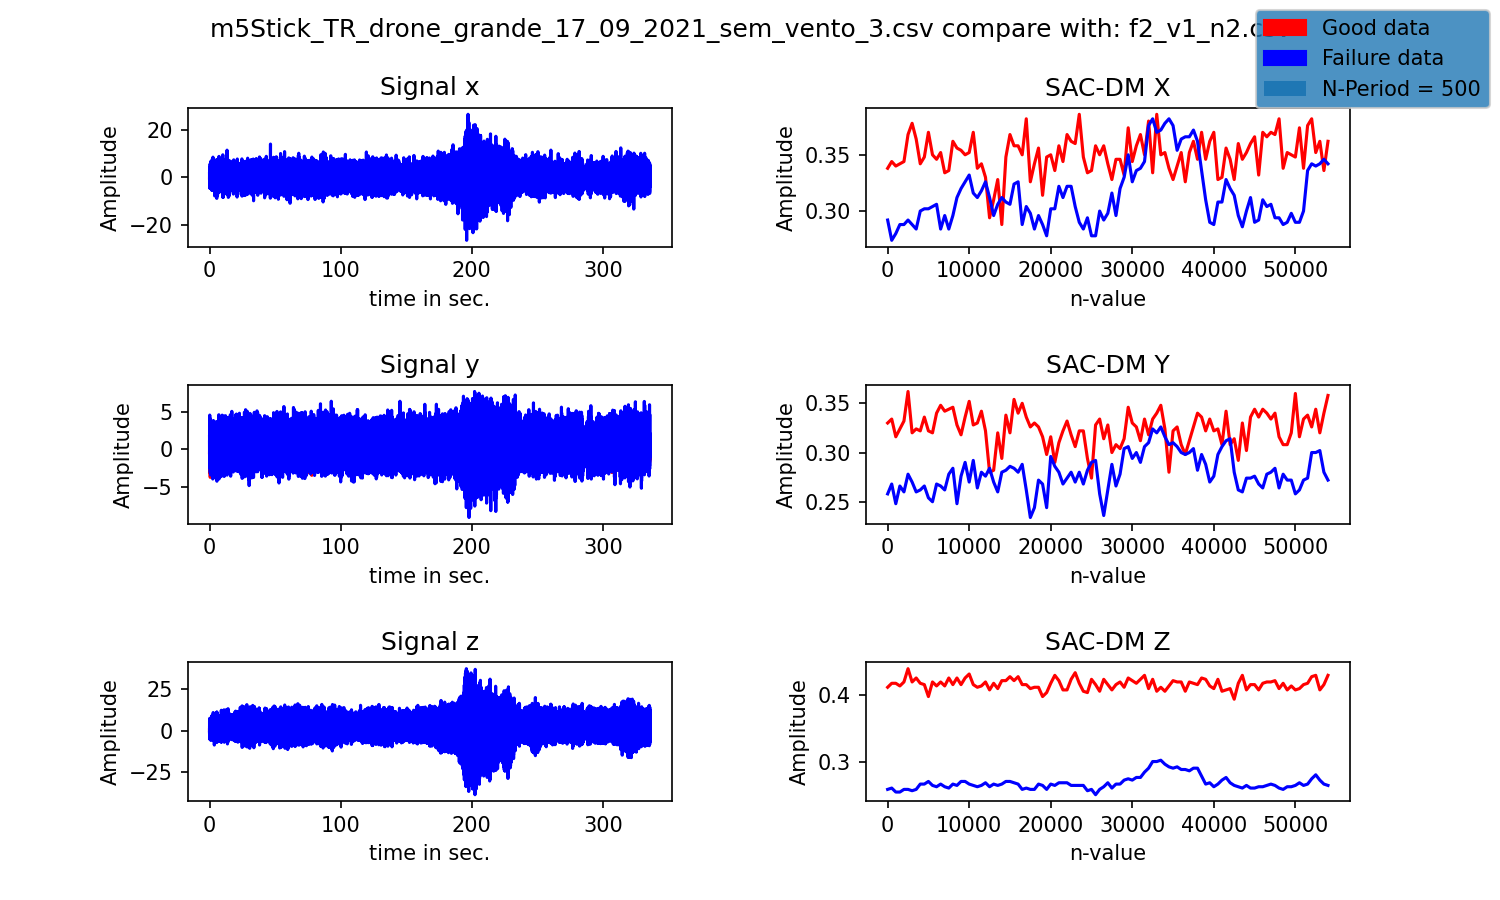 m5Stick_TR_drone_grande_17_09_2021_sem_vento_3.csv compare with: f2_v1_n2.csv
Good data
Failure data
N-Period = 500
Signal x
Amplitude
20
0
−20
0 100 200 300
time in sec.
SAC-DM X
Amplitude
0.35
0.30
0 10000 20000 30000 40000 50000
n-value
Signal y
Amplitude
5
0
−5
0 100 200 300
time in sec.
SAC-DM Y
Amplitude
0.35
0.30
0.25
0 10000 20000 30000 40000 50000
n-value
Signal z
Amplitude
25
0
−25
0 100 200 300
time in sec.
SAC-DM Z
Amplitude
0.4
0.3
0 10000 20000 30000 40000 50000
n-value